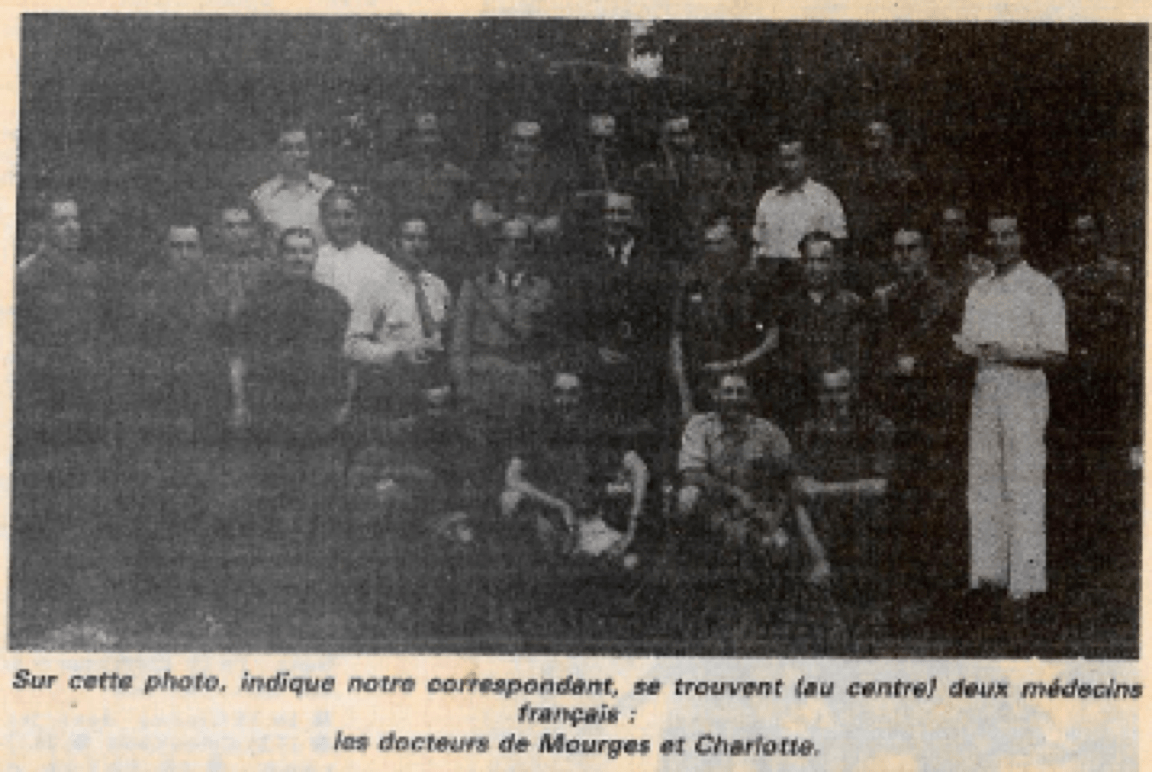 Sur cette photo, indique notre correspondant, se trouvent (au centre) deux médecins
français :
les docteurs de Mourges et Charlotte.